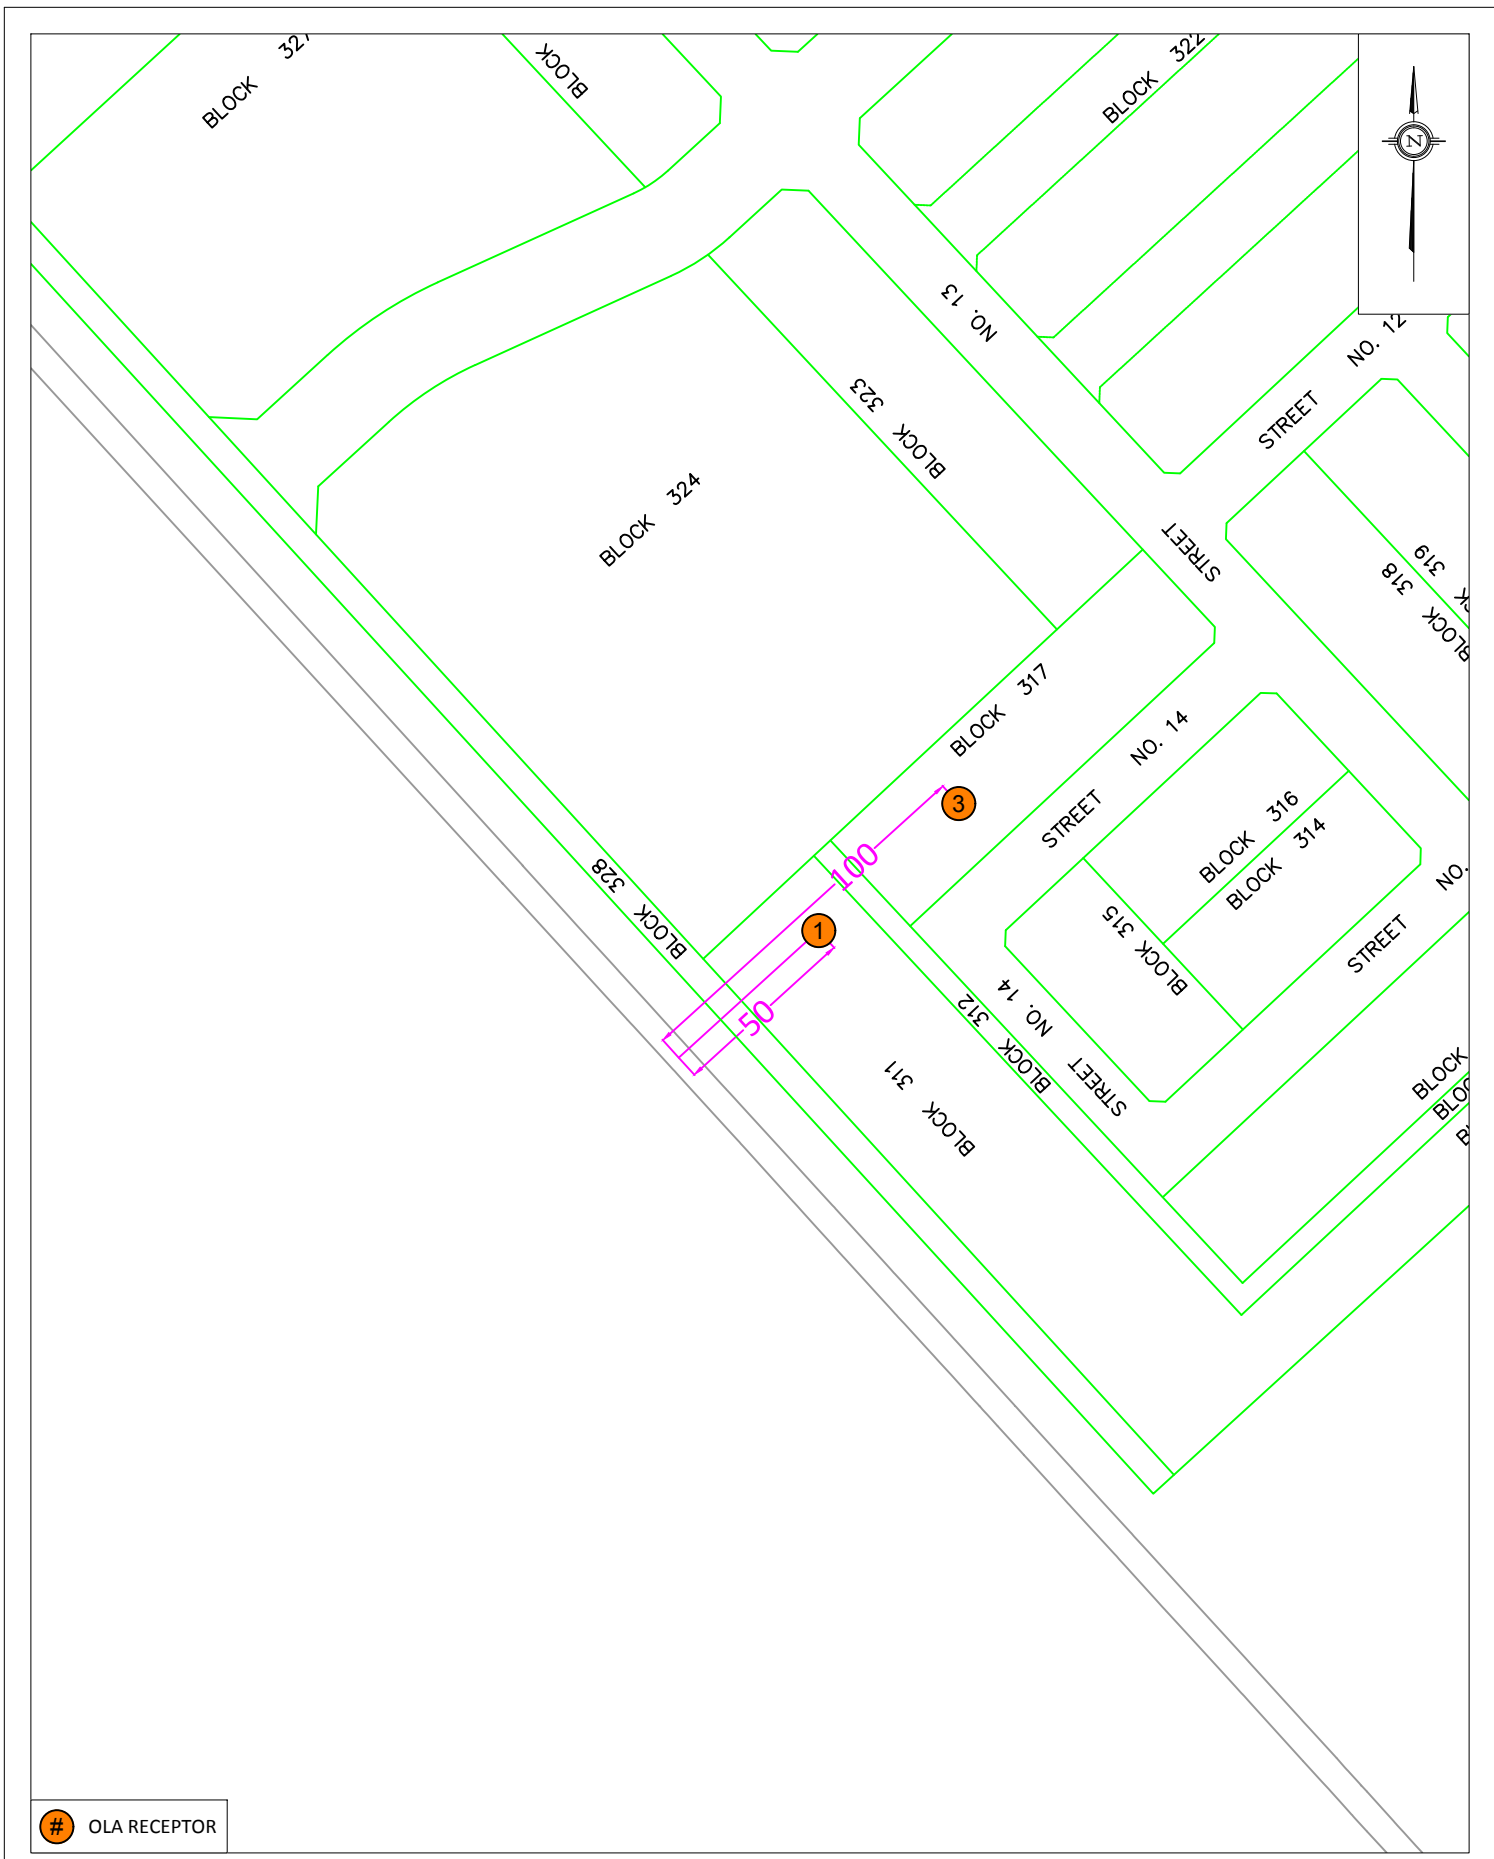 BLOCK 327
BLOCK
BLOCK 322
N
NO. 13
NO. 12
STREET
BLOCK 323
BLOCK 324
STREET
319
BLOCK 318
BLOCK 317
STREET NO. 14
3
BLOCK 316
BLOCK 314
100
BLOCK 328
1
BLOCK 315
STREET
NO.
50
BLOCK 312
STREET NO. 14
BLOCK 311
BLOCK
# OLA RECEPTOR